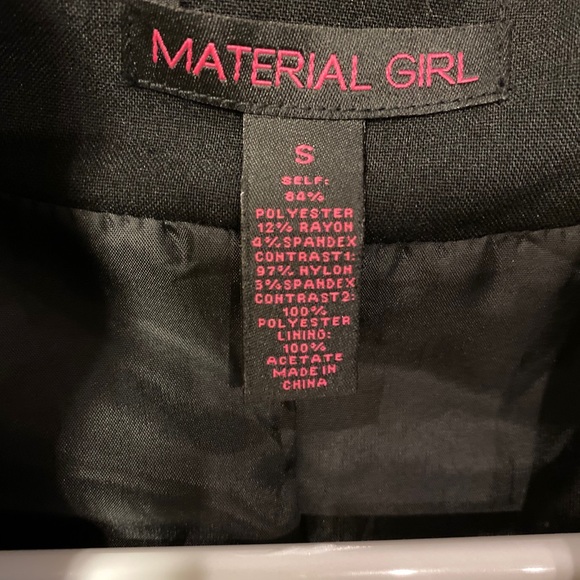 MATERIAL GIRL
S
SELF:
84%
POLYESTER
12% RAYON
4% SPANDEX
CONTRAST1:
97% NYLON
3% SPANDEX
CONTRAST2:
100%
POLYESTER
LINING:
100%
ACETATE
MADE IN
CHINA